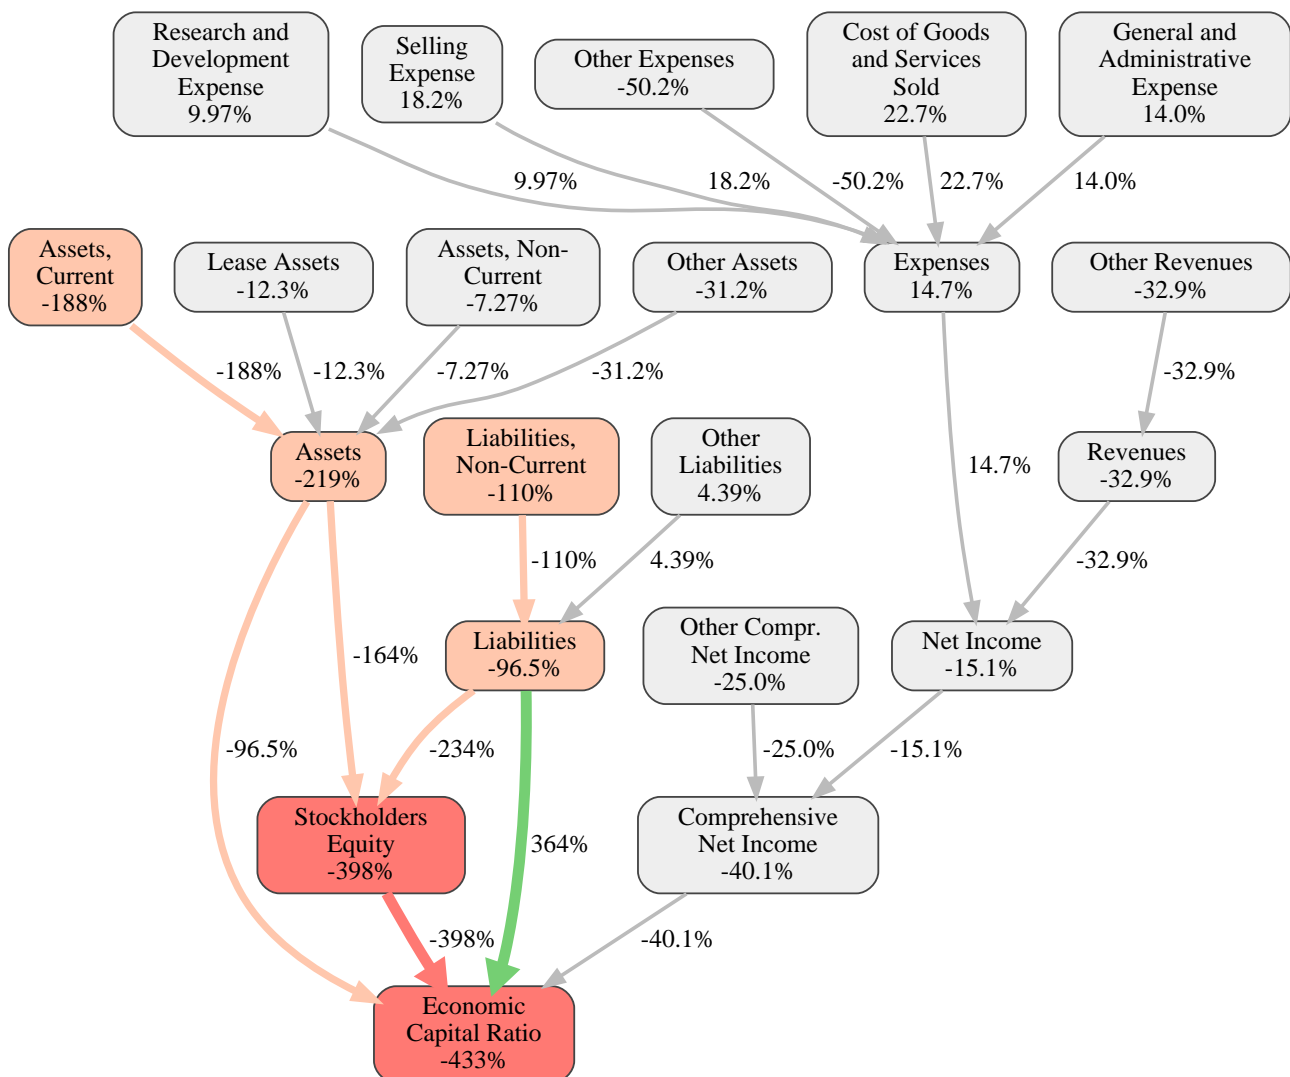 Research and
Development
Expense
9.97%
Selling
Expense
18.2%
Other Expenses
-50.2%
Cost of Goods
and Services
Sold
22.7%
General and
Administrative
Expense
14.0%
9.97%
18.2%
-50.2%
22.7%
14.0%
Assets,
Current
-188%
Lease Assets
-12.3%
Assets, Non-
Current
-7.27%
Other Assets
-31.2%
Expenses
14.7%
Other Revenues
-32.9%
-188%
-12.3%
-7.27%
-31.2%
-32.9%
Assets
-219%
Liabilities,
Non-Current
-110%
Other
Liabilities
4.39%
14.7%
Revenues
-32.9%
-110%
4.39%
-32.9%
-164%
Liabilities
-96.5%
Other Compr.
Net Income
-25.0%
Net Income
-15.1%
-96.5%
-234%
-25.0%
-15.1%
Stockholders
Equity
-398%
364%
Comprehensive
Net Income
-40.1%
-398%
-40.1%
Economic
Capital Ratio
-433%